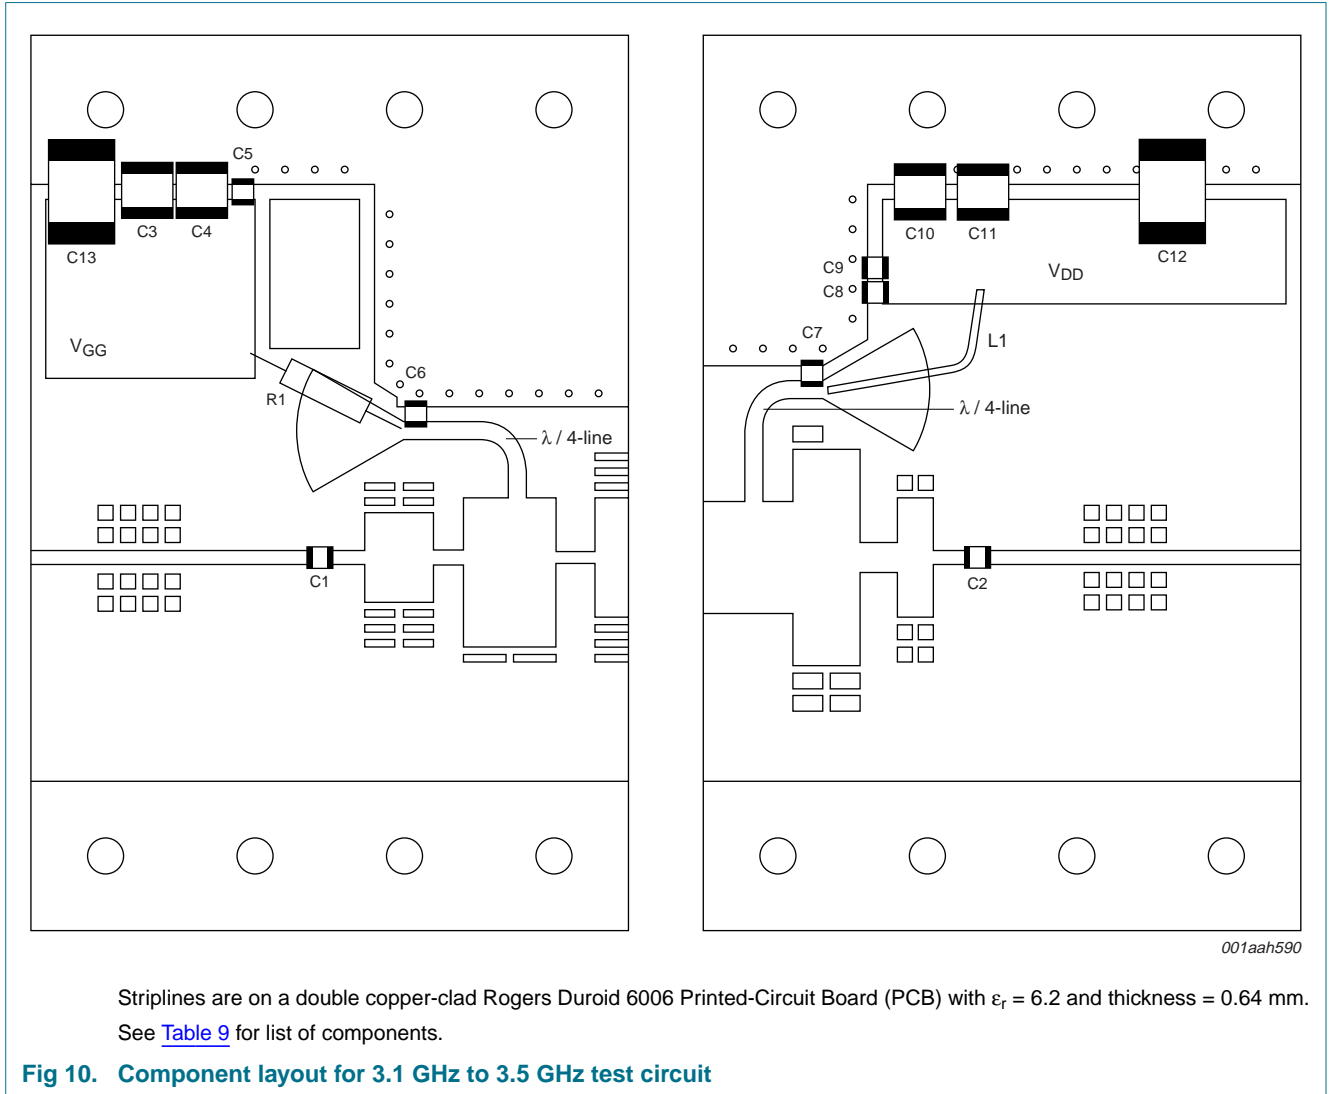 C5
C3
C4
C13
VGG
R1
C6
λ / 4-line
C1
C10
C11
C12
C9
VDD
C8
C7
L1
λ / 4-line
C2
001aah590
Striplines are on a double copper-clad Rogers Duroid 6006 Printed-Circuit Board (PCB) with εr = 6.2 and thickness = 0.64 mm.
See Table 9 for list of components.
Fig 10. Component layout for 3.1 GHz to 3.5 GHz test circuit